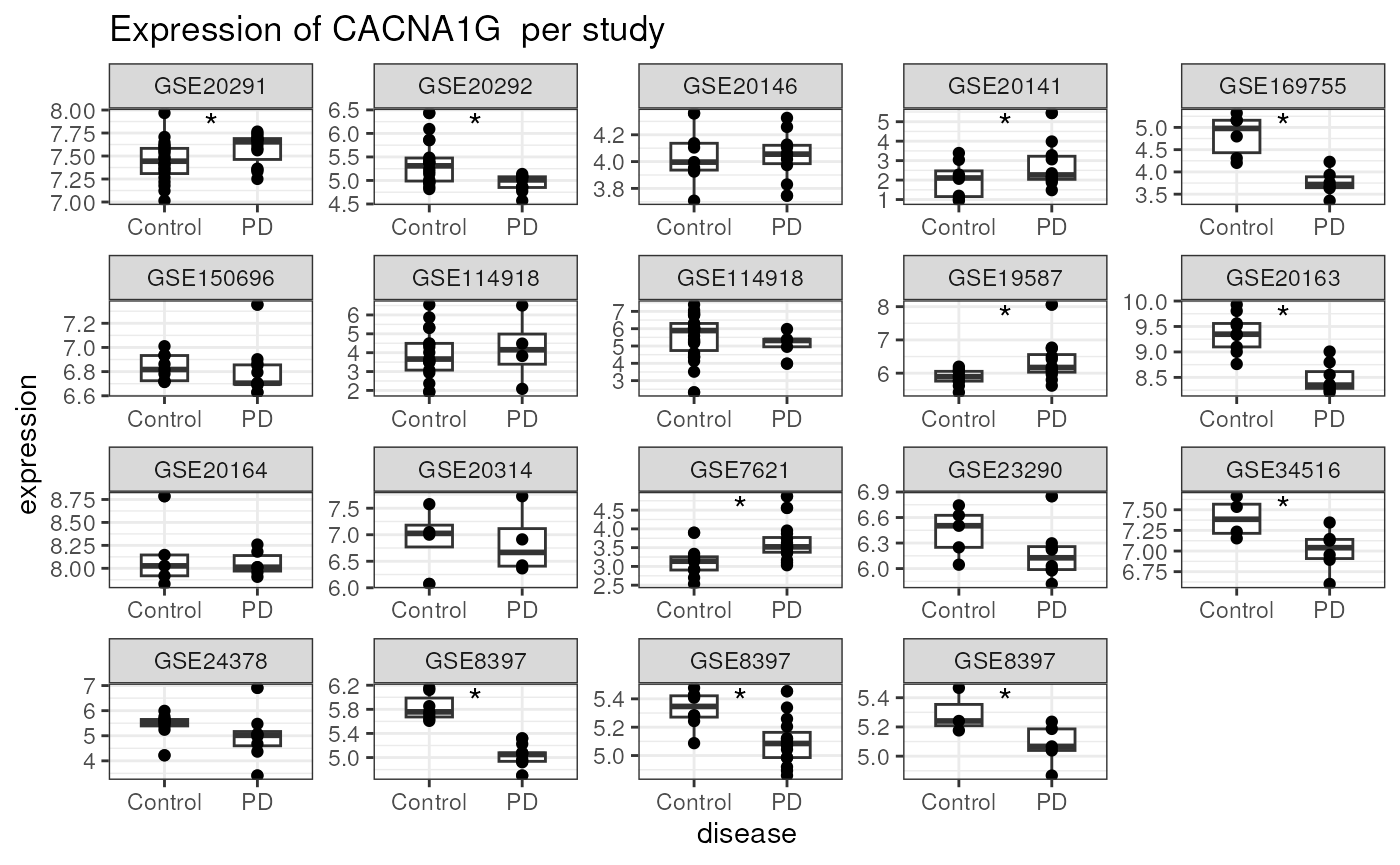 Expression of CACNA1G  per study
expression
GSE20291
*
8.00
7.75
7.50
7.25
7.00
Control PD
GSE20292
*
6.5
6.0
5.5
5.0
4.5
Control PD
GSE20146
4.2
4.0
3.8
Control PD
GSE20141
*
5
4
3
2
1
Control PD
GSE169755
*
5.0
4.5
4.0
3.5
Control PD
GSE150696
7.2
7.0
6.8
6.6
Control PD
GSE114918
6
5
4
3
2
Control PD
GSE114918
7
6
5
4
3
Control PD
GSE19587
*
8
7
6
Control PD
GSE20163
*
10.0
9.5
9.0
8.5
Control PD
GSE20164
8.75
8.50
8.25
8.00
Control PD
GSE20314
7.5
7.0
6.5
6.0
Control PD
GSE7621
*
4.5
4.0
3.5
3.0
2.5
Control PD
GSE23290
6.9
6.6
6.3
6.0
Control PD
GSE34516
*
7.50
7.25
7.00
6.75
Control PD
GSE24378
7
6
5
4
Control PD
GSE8397
*
6.2
5.8
5.4
5.0
Control PD
GSE8397
*
5.4
5.2
5.0
Control PD
GSE8397
*
5.4
5.2
5.0
Control PD
disease